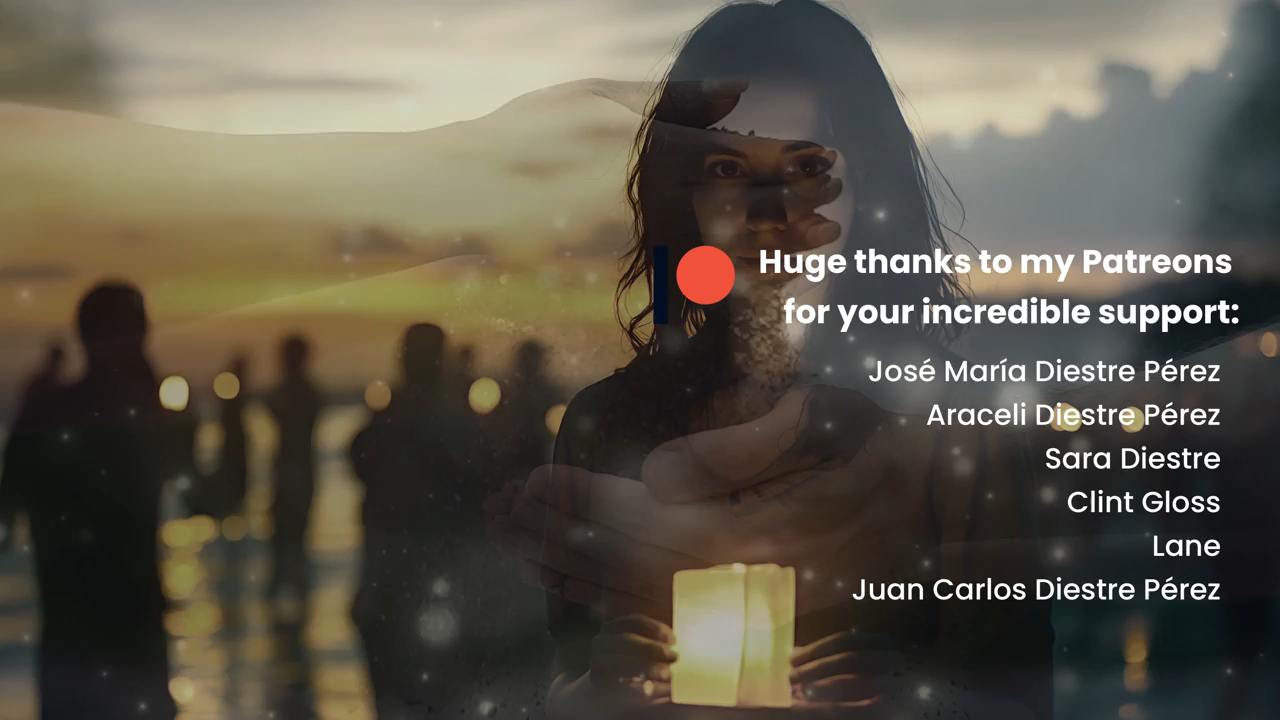 Huge thanks to my Patreons
for your incredible support:
José María Diestre Pérez
Araceli Diestre Pérez
Sara Diestre
Clint Gloss
Lane
Juan Carlos Diestre Pérez